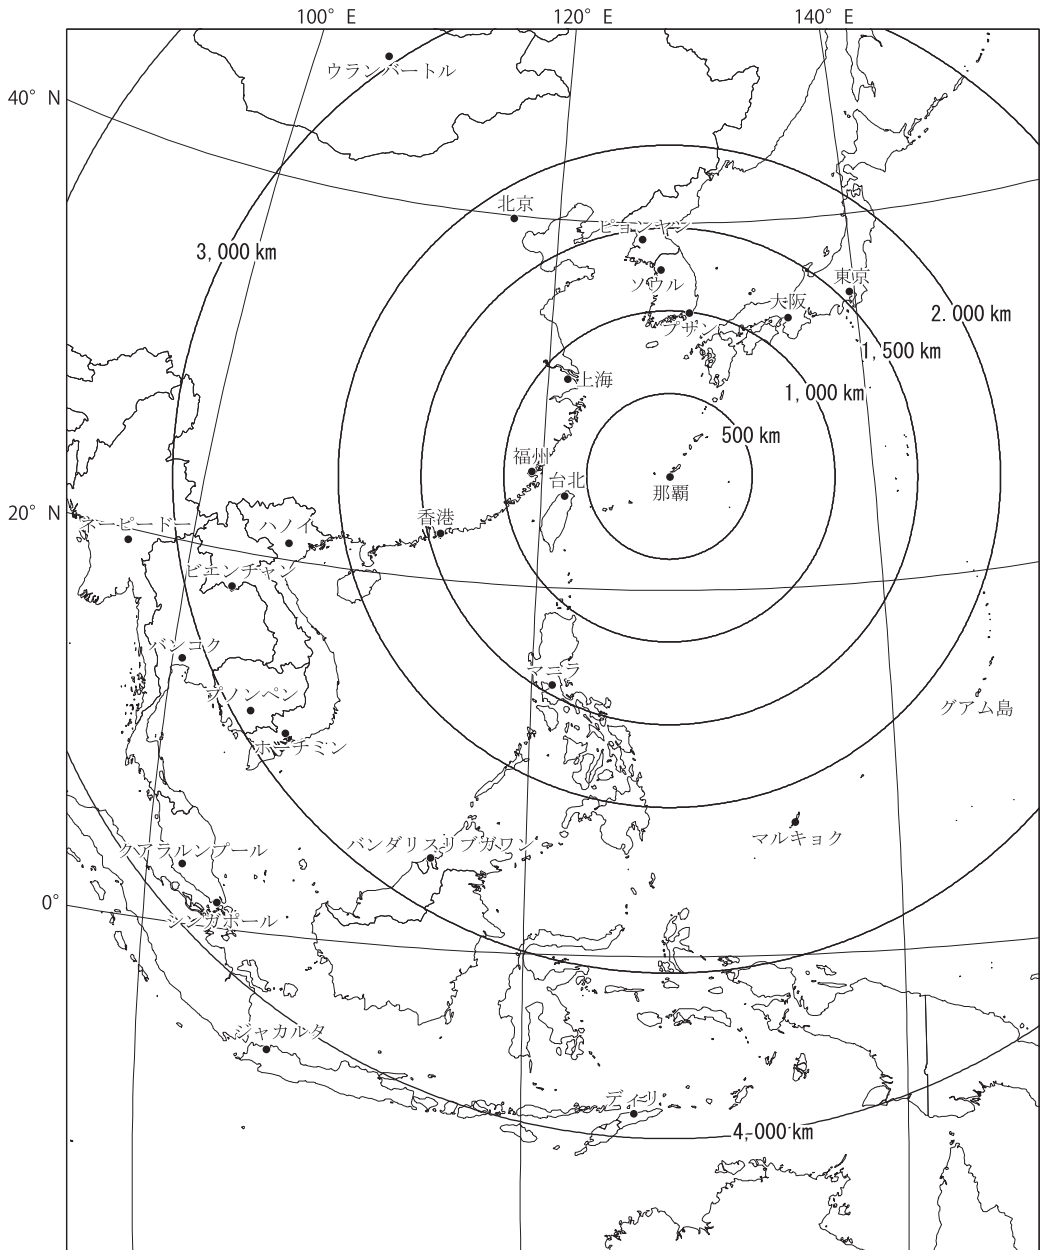 100° E
120° E
140° E
ウランバートル
40° N
北京
ピョンヤン
3,000 km
東京
ソウル
大阪
2.000 km
プサン
1,500 km
上海
1,000 km
500 km
福州
台北
那覇
20° N
ネーピードー
ハノイ
香港
ビエンチャン
バンコク
マニラ
プノンペン
グアム島
ホーチミン
マルキョク
クアラルンプール
バンダリスリブガワン
0°
シンガポール
ジャカルタ
ディリ
4,000 km